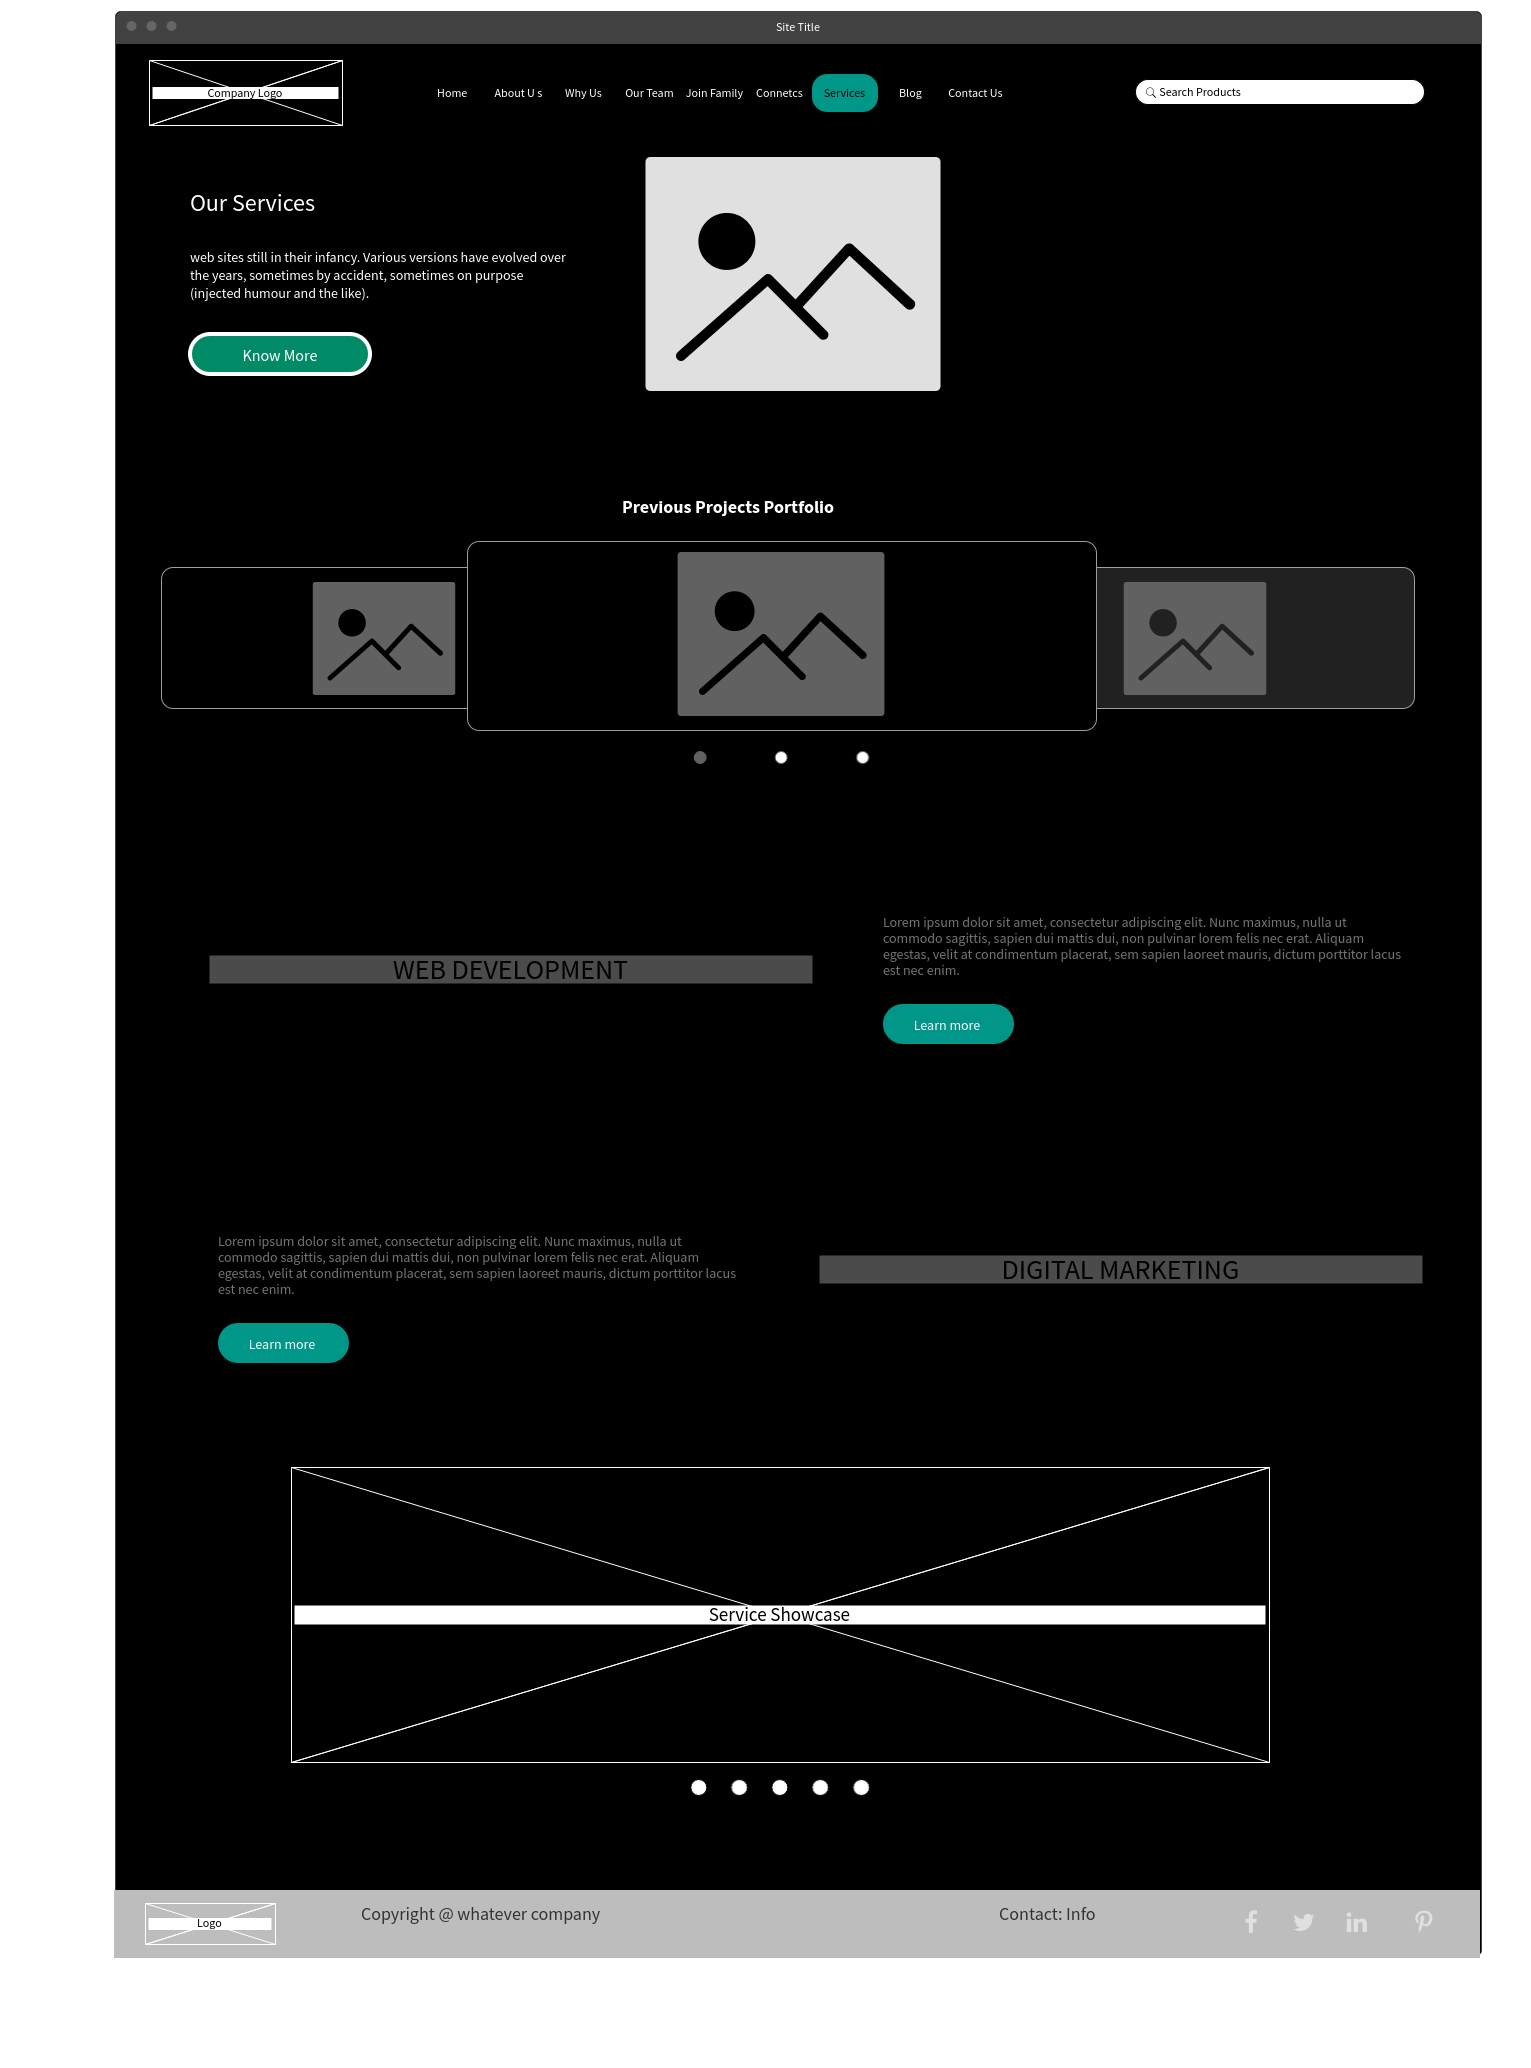 Site Title
Company Logo
Home About U s Why Us Our Team Join Family Connetcs Services Blog Contact Us
Search Products
Our Services
web sites still in their infancy. Various versions have evolved over
the years, sometimes by accident, sometimes on purpose
(injected humour and the like).
Know More
Previous Projects Portfolio
WEB DEVELOPMENT
Lorem ipsum dolor sit amet, consectetur adipiscing elit. Nunc maximus, nulla ut
commodo sagittis, sapien dui mattis dui, non pulvinar lorem felis nec erat. Aliquam
egestas, velit at condimentum placerat, sem sapien laoreet mauris, dictum porttitor lacus
est nec enim.
Learn more
Lorem ipsum dolor sit amet, consectetur adipiscing elit. Nunc maximus, nulla ut
commodo sagittis, sapien dui mattis dui, non pulvinar lorem felis nec erat. Aliquam
egestas, velit at condimentum placerat, sem sapien laoreet mauris, dictum porttitor lacus
est nec enim.
Learn more
DIGITAL MARKETING
Service Showcase
Logo
Copyright @ whatever company
Contact: Info